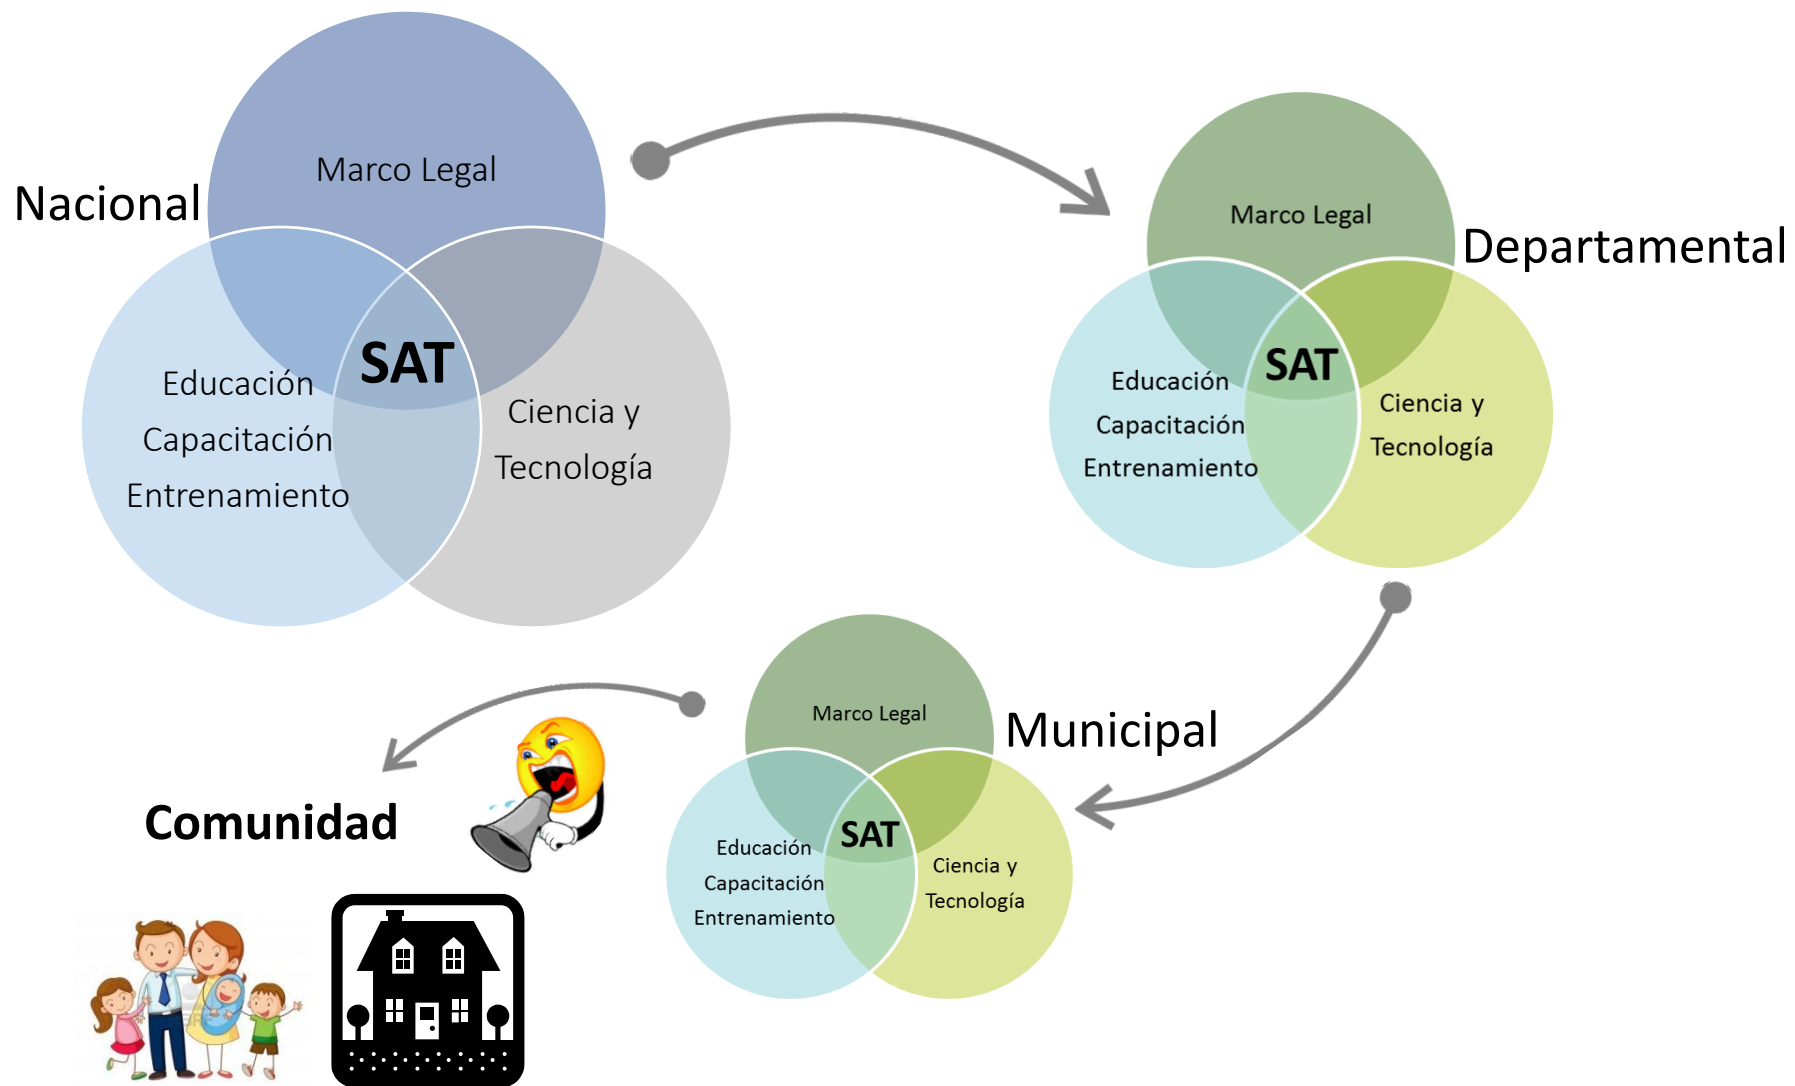 Nacional
Marco Legal
SAT
Educación
Capacitación
Entrenamiento
Ciencia y
Tecnología
Departamental
Marco Legal
SAT
Educación
Capacitación
Entrenamiento
Ciencia y
Tecnología
Municipal
Marco Legal
SAT
Educación
Capacitación
Entrenamiento
Ciencia y
Tecnología
Comunidad